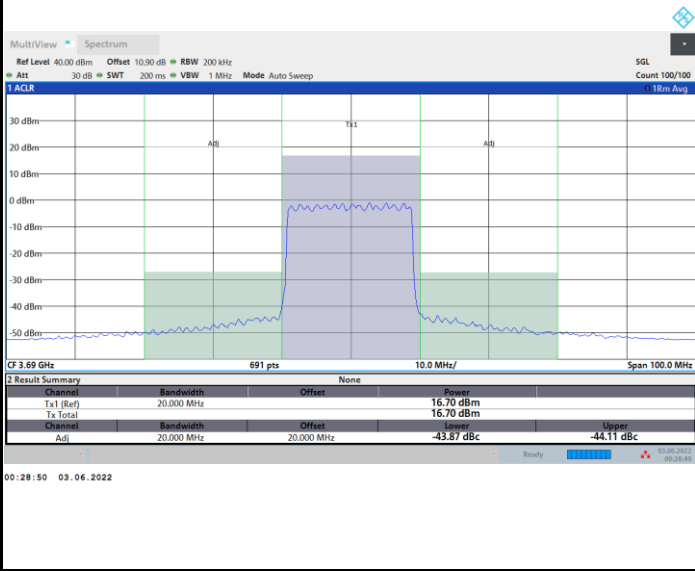 MultiView Spectrum
Ref Level 40.00 dBm Offset 10.90 dB RBW 200 kHz SGL
Att 30 dB SWT 200 ms VBW 1 MHz Mode Auto Sweep Count 100/100
1 ACLR 1Rm Avg
30 dBm
Tx1
20 dBm
Adj Adj
10 dBm
0 dBm
-10 dBm
-20 dBm
-30 dBm
-40 dBm
-50 dBm
CF 3.69 GHz 691 pts 10.0 MHz/ Span 100.0 MHz
2 Result Summary None
Channel Bandwidth Offset Power
Tx1 (Ref) 20.000 MHz 16.70 dBm
Tx Total 16.70 dBm
Channel Bandwidth Offset Lower Upper
Adj 20.000 MHz 20.000 MHz -43.87 dBc -44.11 dBc
Ready 03.06.2022
00:28:48
00:28:50 03.06.2022